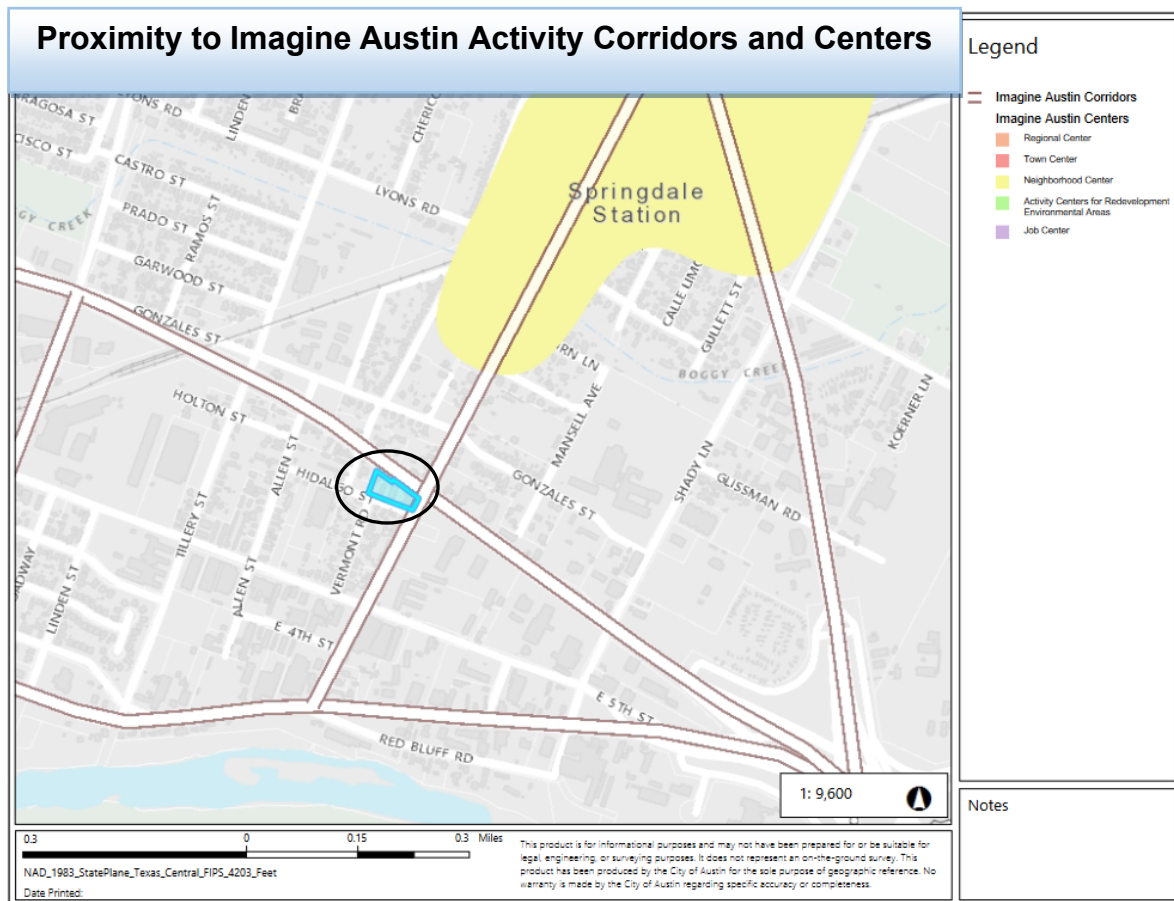 Proximity to Imagine Austin Activity Corridors and Centers
Legend
Imagine Austin Corridors
Imagine Austin Centers
Regional Center
Town Center
Neighborhood Center
Activity Centers for Redevelopment
Environmental Areas
Job Center
LYONS RD
LINDEN
CHERICO
CASTRO ST
PRADO ST
RAMOS ST
LYONS RD
Springdale
Station
GY CREEK
GARWOOD ST
GONZALES ST
CALLE LIMO
GULLETT ST
RN LN
BOGGY CREEK
MANSELL AVE
KOERNER LN
HOLTON ST
ALLEN ST
HIDALGO ST
GONZALES ST
SHADY LN
GLISSMAN RD
TILLERY ST
VERMONT RD
ADWAY
LINDEN ST
ALLEN ST
E 4TH ST
E 5TH ST
RED BLUFF RD
1: 9,600
Notes
0.3 0 0.15 0.3 Miles
NAD_1983_StatePlane_Texas_Central_FIPS_4203_Feet
Date Printed:
This product is for informational purposes and may not have been prepared for or be suitable for
legal, engineering, or surveying purposes. It does not represent an on-the-ground survey. This
product has been produced by the City of Austin for the sole purpose of geographic reference. No
warranty is made by the City of Austin regarding specific accuracy or completeness.